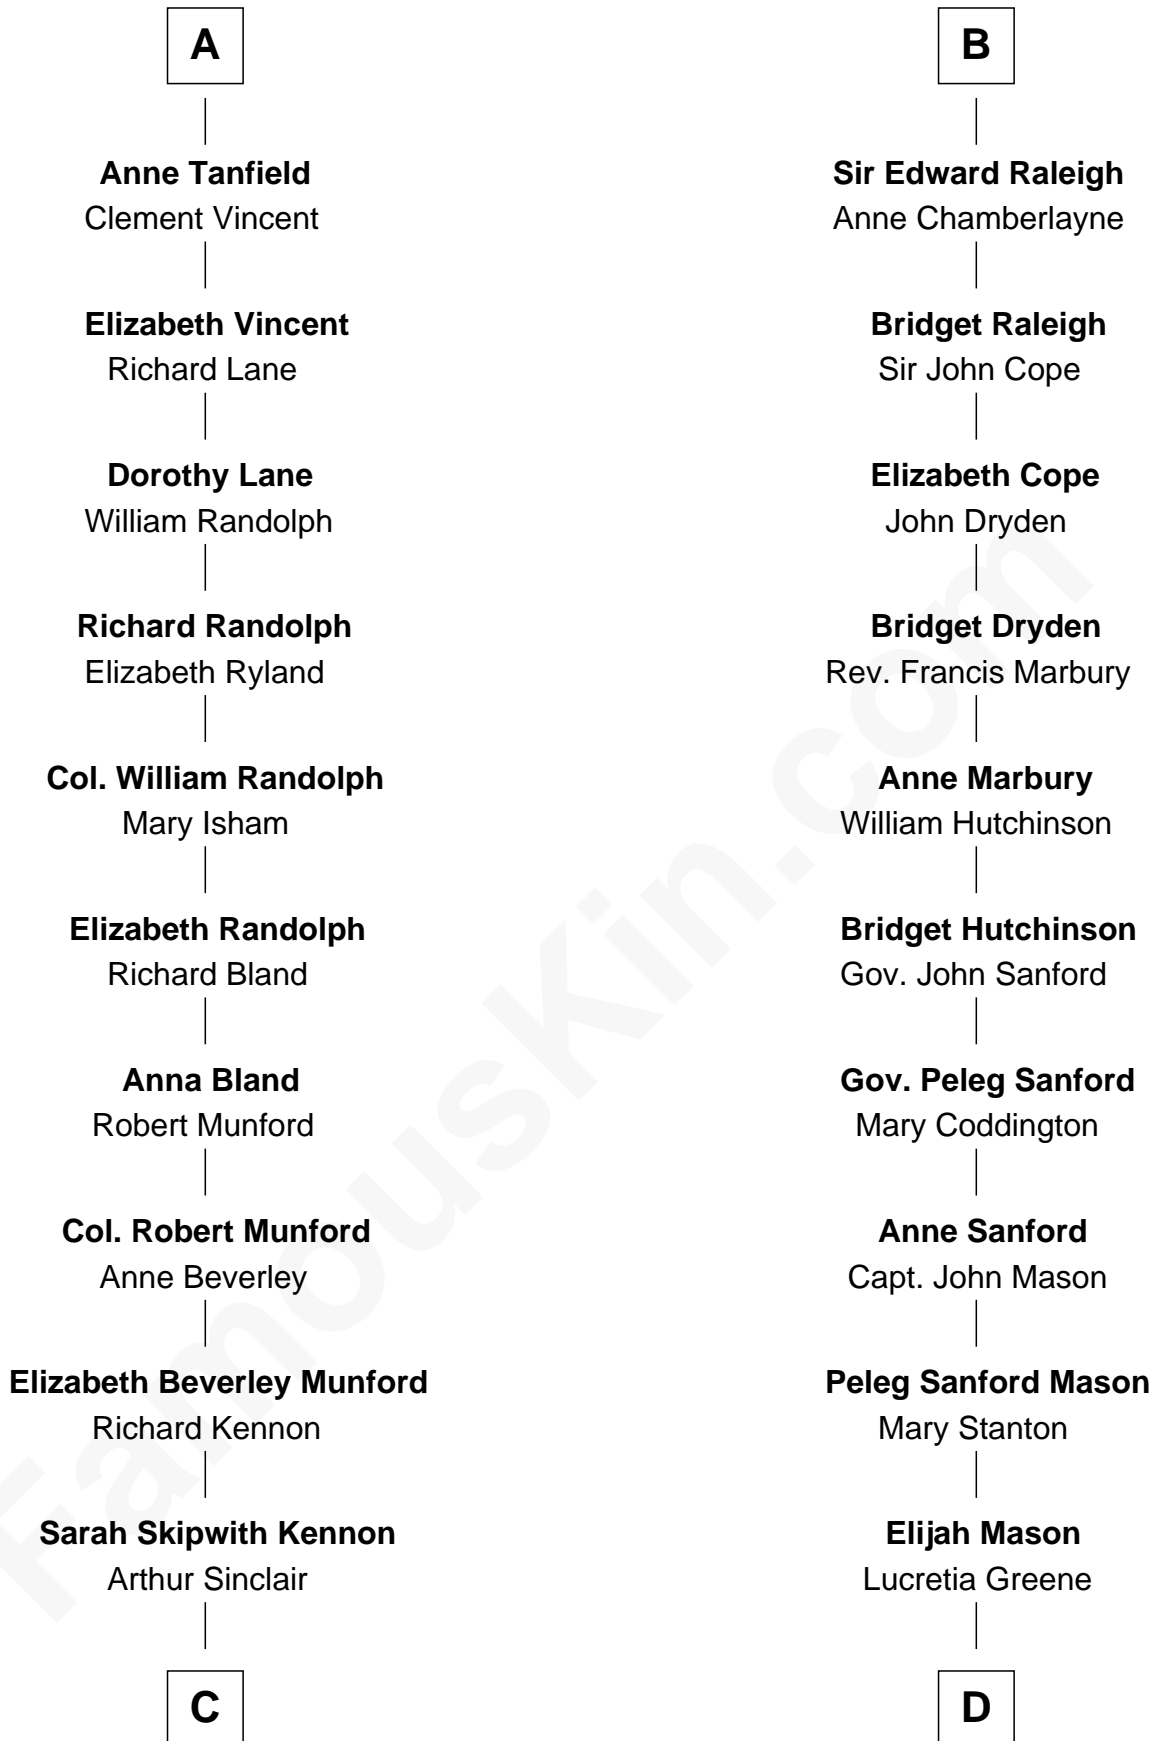 A
Anne Tanfield
Clement Vincent
Elizabeth Vincent
Richard Lane
Dorothy Lane
William Randolph
Richard Randolph
Elizabeth Ryland
Col. William Randolph
Mary Isham
Elizabeth Randolph
Richard Bland
Anna Bland
Robert Munford
Col. Robert Munford
Anne Beverley
Elizabeth Beverley Munford
Richard Kennon
Sarah Skipwith Kennon
Arthur Sinclair
C
B
Sir Edward Raleigh
Anne Chamberlayne
Bridget Raleigh
Sir John Cope
Elizabeth Cope
John Dryden
Bridget Dryden
Rev. Francis Marbury
Anne Marbury
William Hutchinson
Bridget Hutchinson
Gov. John Sanford
Gov. Peleg Sanford
Mary Coddington
Anne Sanford
Capt. John Mason
Peleg Sanford Mason
Mary Stanton
Elijah Mason
Lucretia Greene
D
FamousKin.com